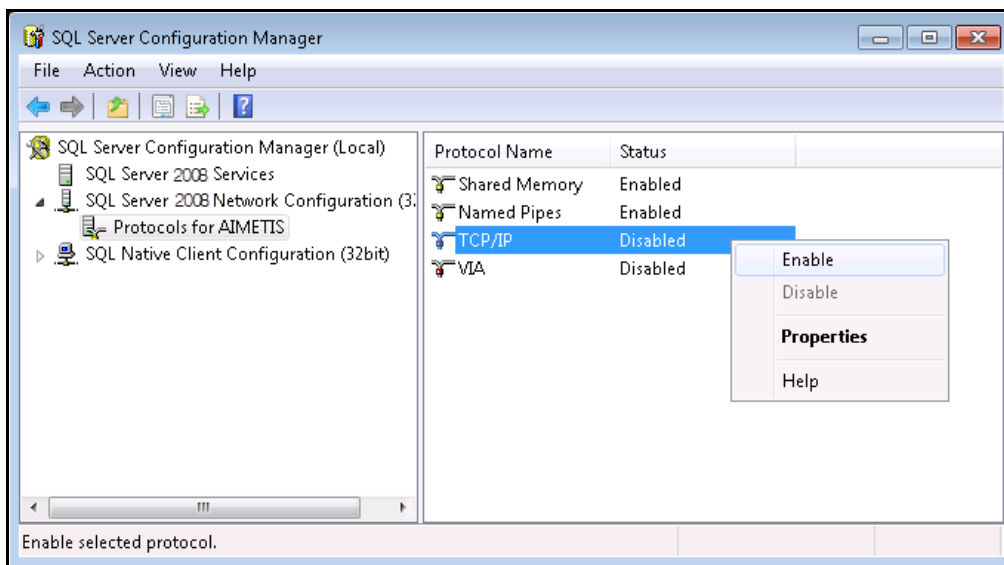 SQL Server Configuration Manager
File Action View Help
SQL Server Configuration Manager (Local)
SQL Server 2008 Services
SQL Server 2008 Network Configuration (3
Protocols for AIMETIS
SQL Native Client Configuration (32bit)
Protocol Name Status
Shared Memory Enabled
Named Pipes Enabled
TCP/IP Disabled
VIA Disabled
Enable
Disable
Properties
Help
Enable selected protocol.